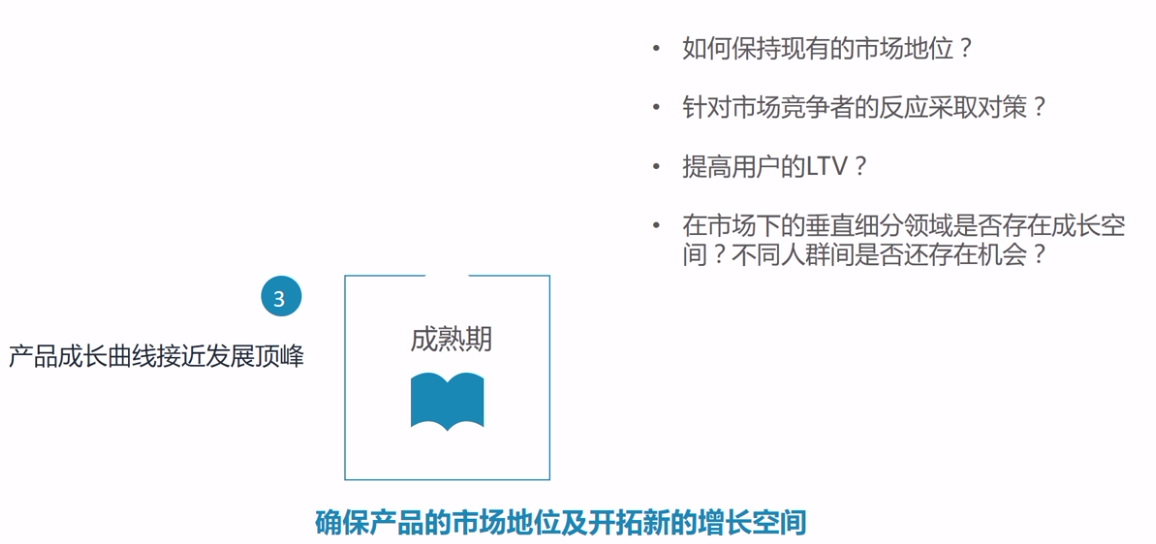 • 如何保持现有的市场地位？
• 针对市场竞争者的反应采取对策？
• 提高用户的LTV？
• 在市场下的垂直细分领域是否存在成长空
间？不同人群间是否还存在机会？
3
产品成长曲线接近发展顶峰
成熟期
确保产品的市场地位及开拓新的增长空间